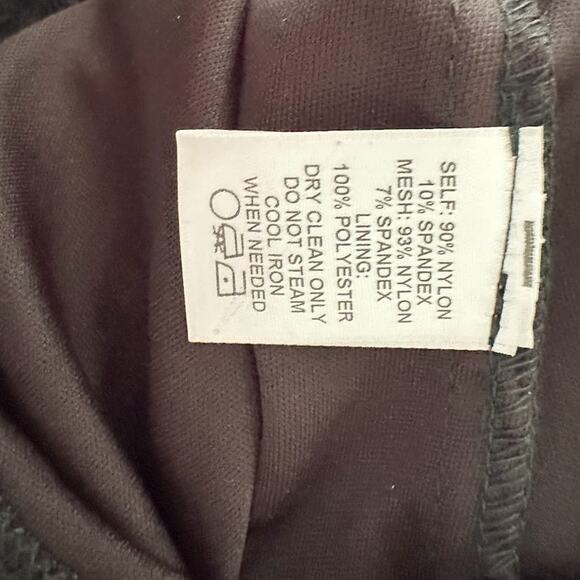 SELF: 90% NYLON
10% SPANDEX
MESH: 93% NYLON
7% SPANDEX
LINING:
100% POLYESTER
DRY CLEAN ONLY
DO NOT STEAM
COOL IRON
WHEN NEEDED